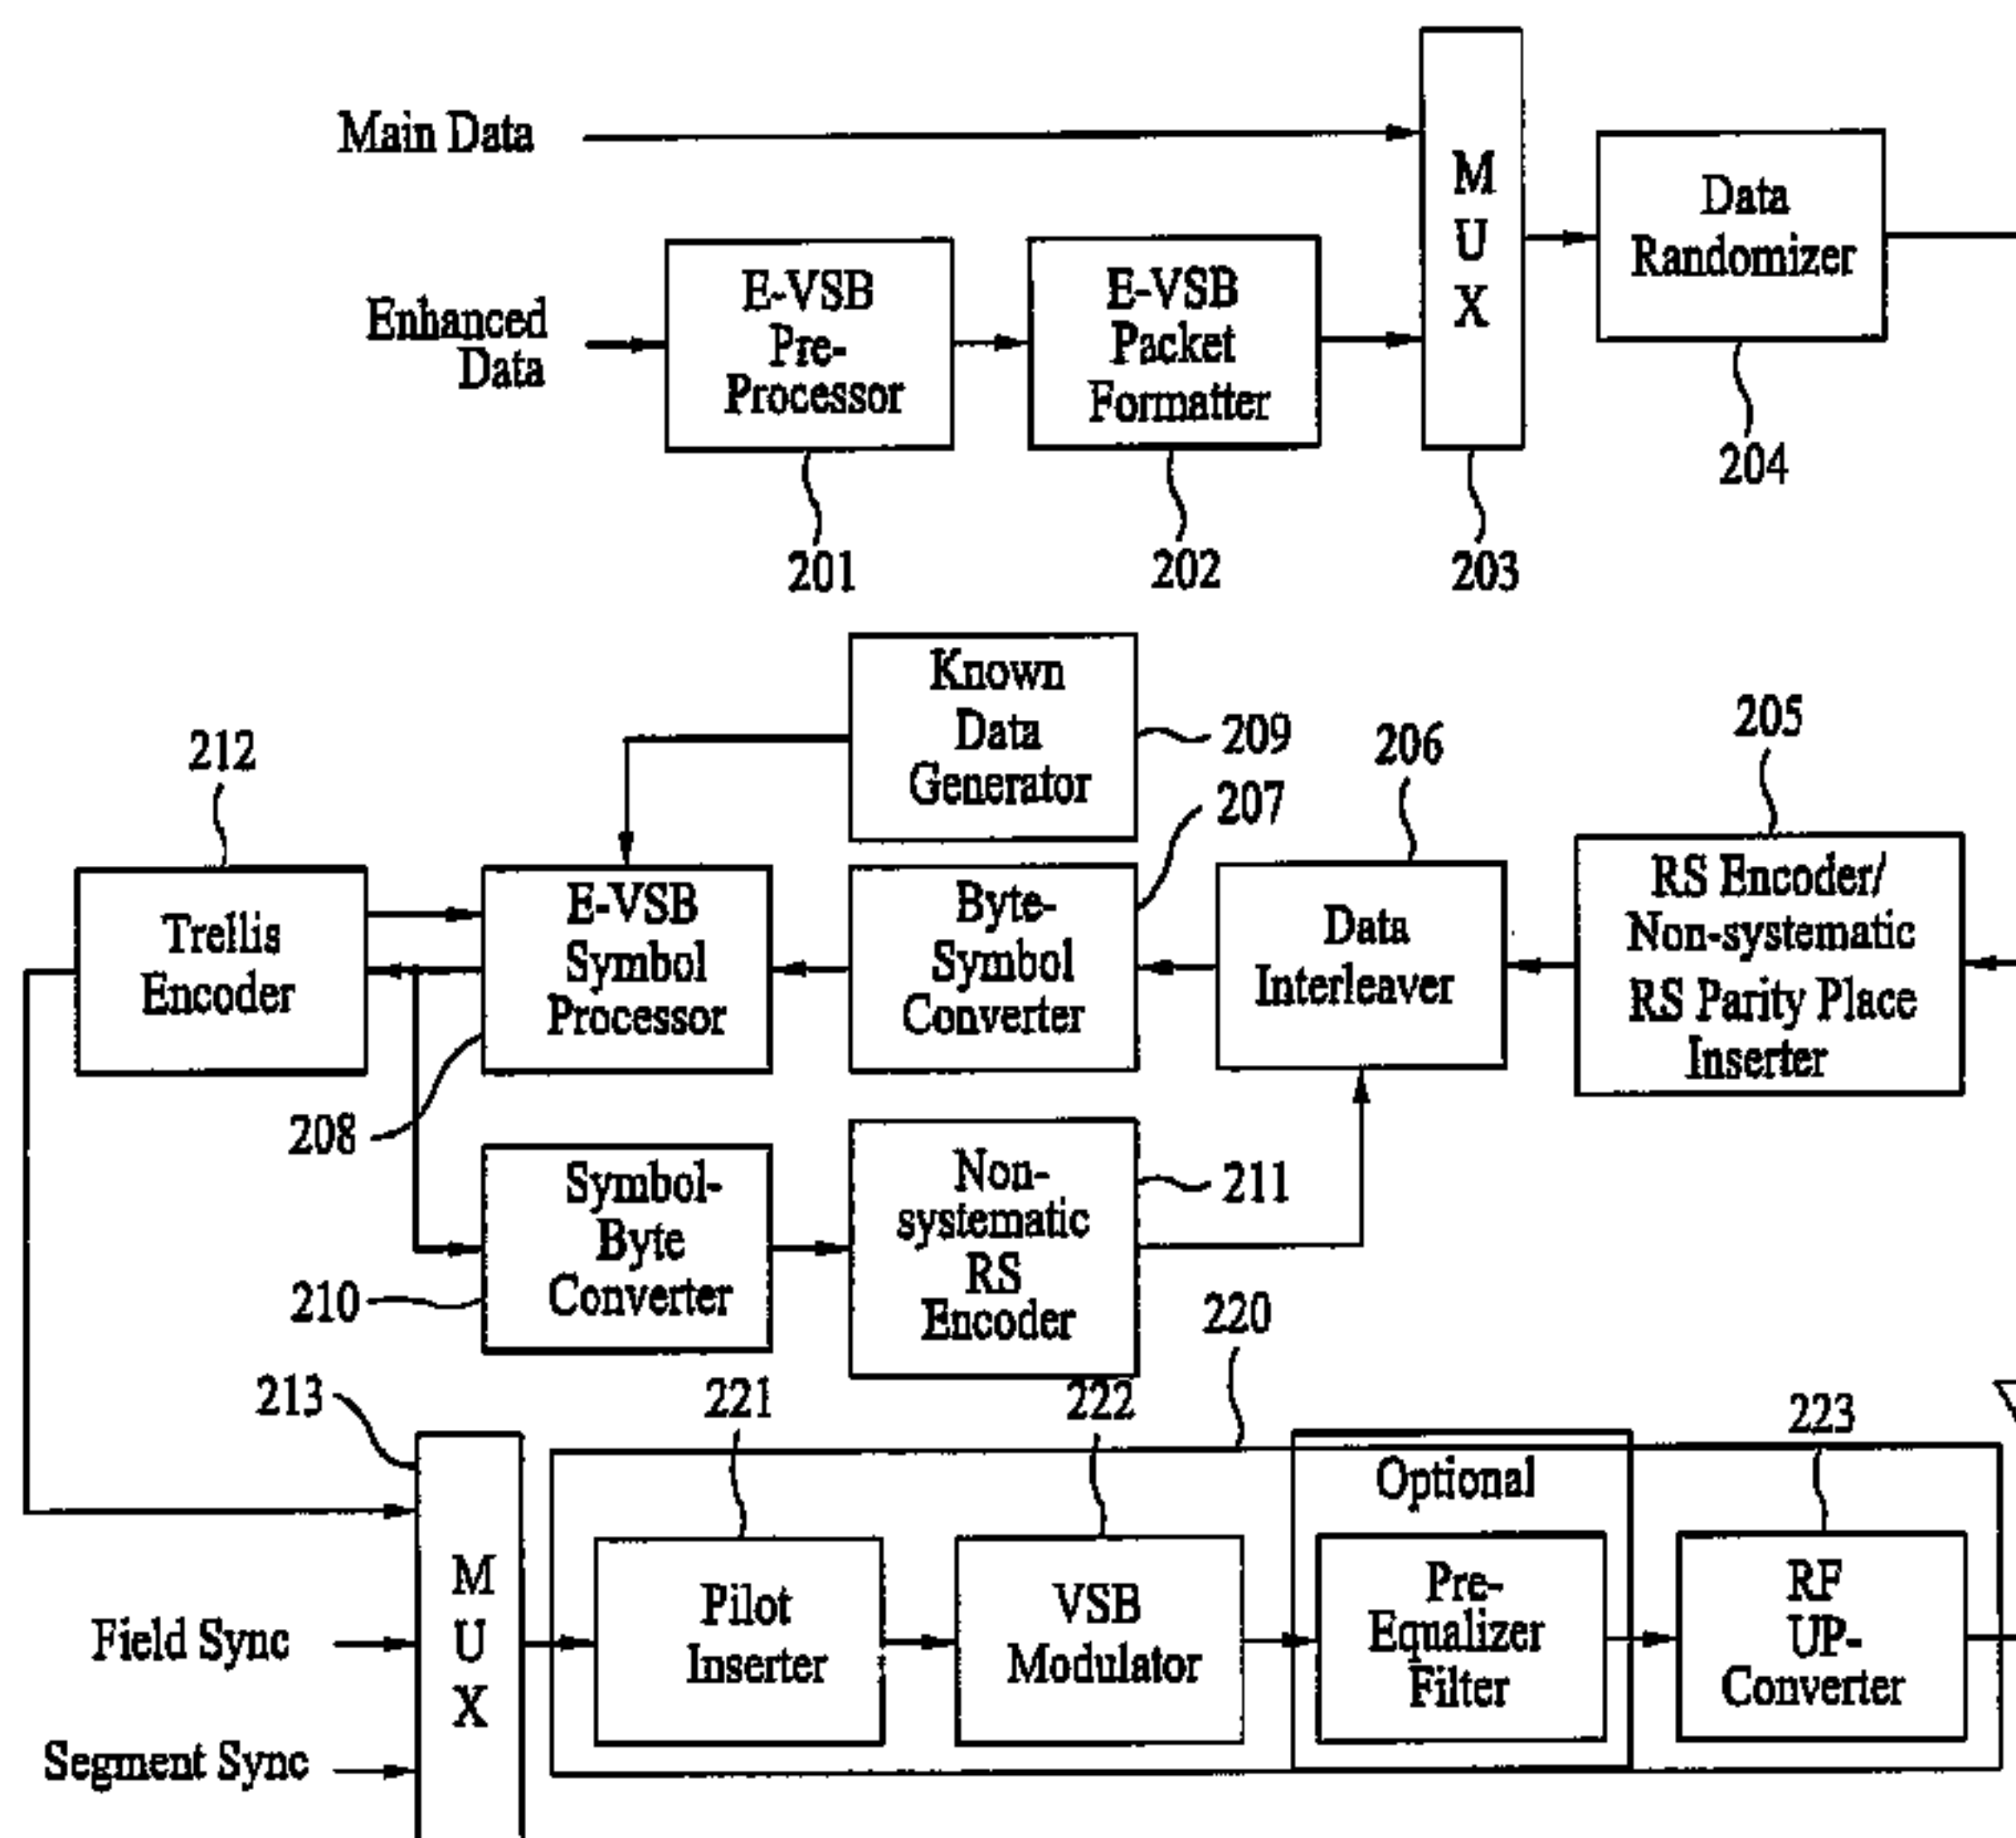 Main Data
Enhanced
Data
E-VSB
Pre-
Processor
201
E-VSB
Packet
Formatter
202
M
U
X
203
Data
Randomizer
204
Known
Data
Generator
209
212
Trellis
Encoder
E-VSB
Symbol
Processor
208
Byte-
Symbol
Converter
207
206
Data
Interleaver
205
RS Encoder/
Non-systematic
RS Parity Place
Inserter
Symbol-
Byte
Converter
210
Non-
systematic
RS
Encoder
211
220
213
M
U
X
Field Sync
Segment Sync
221
Pilot
Inserter
222
VSB
Modulator
Optional
Pre-
Equalizer
Filter
223
RF
UP-
Converter